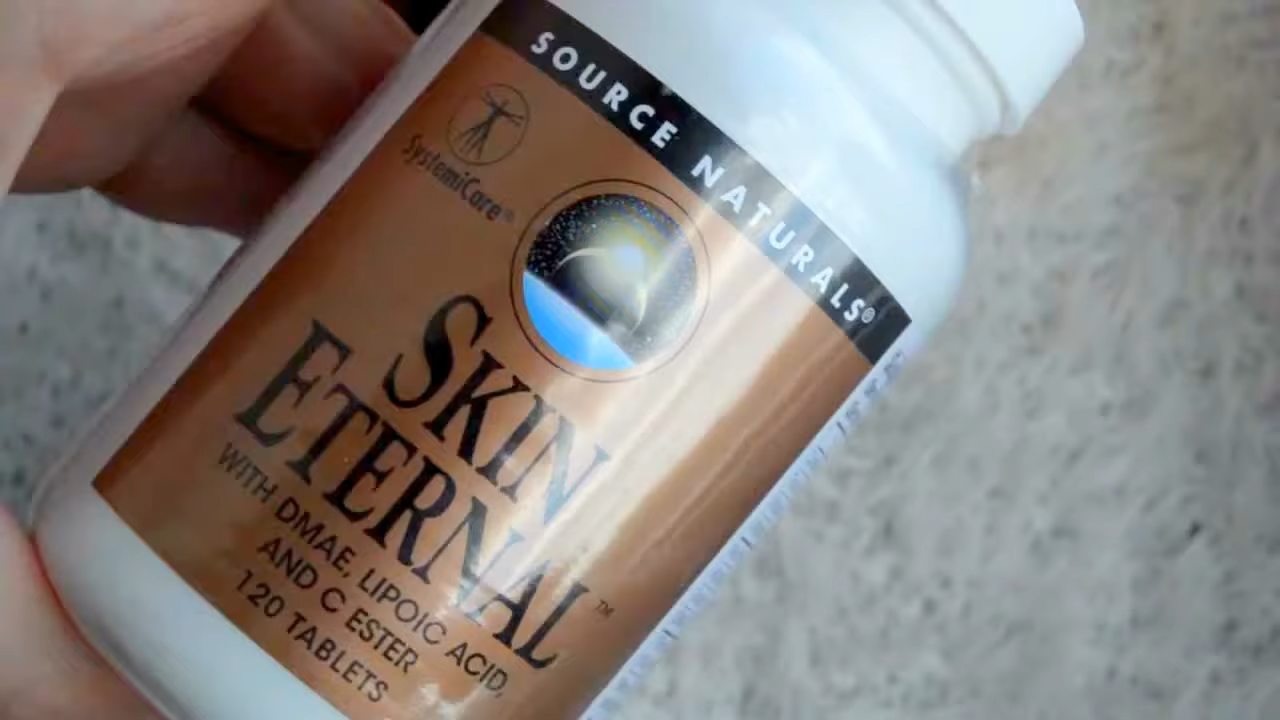 SOURCE NATURALS®
SystemiCare®
SKIN
ETERNAL™
WITH DMAE, LIPOIC ACID,
AND C ESTER
120 TABLETS